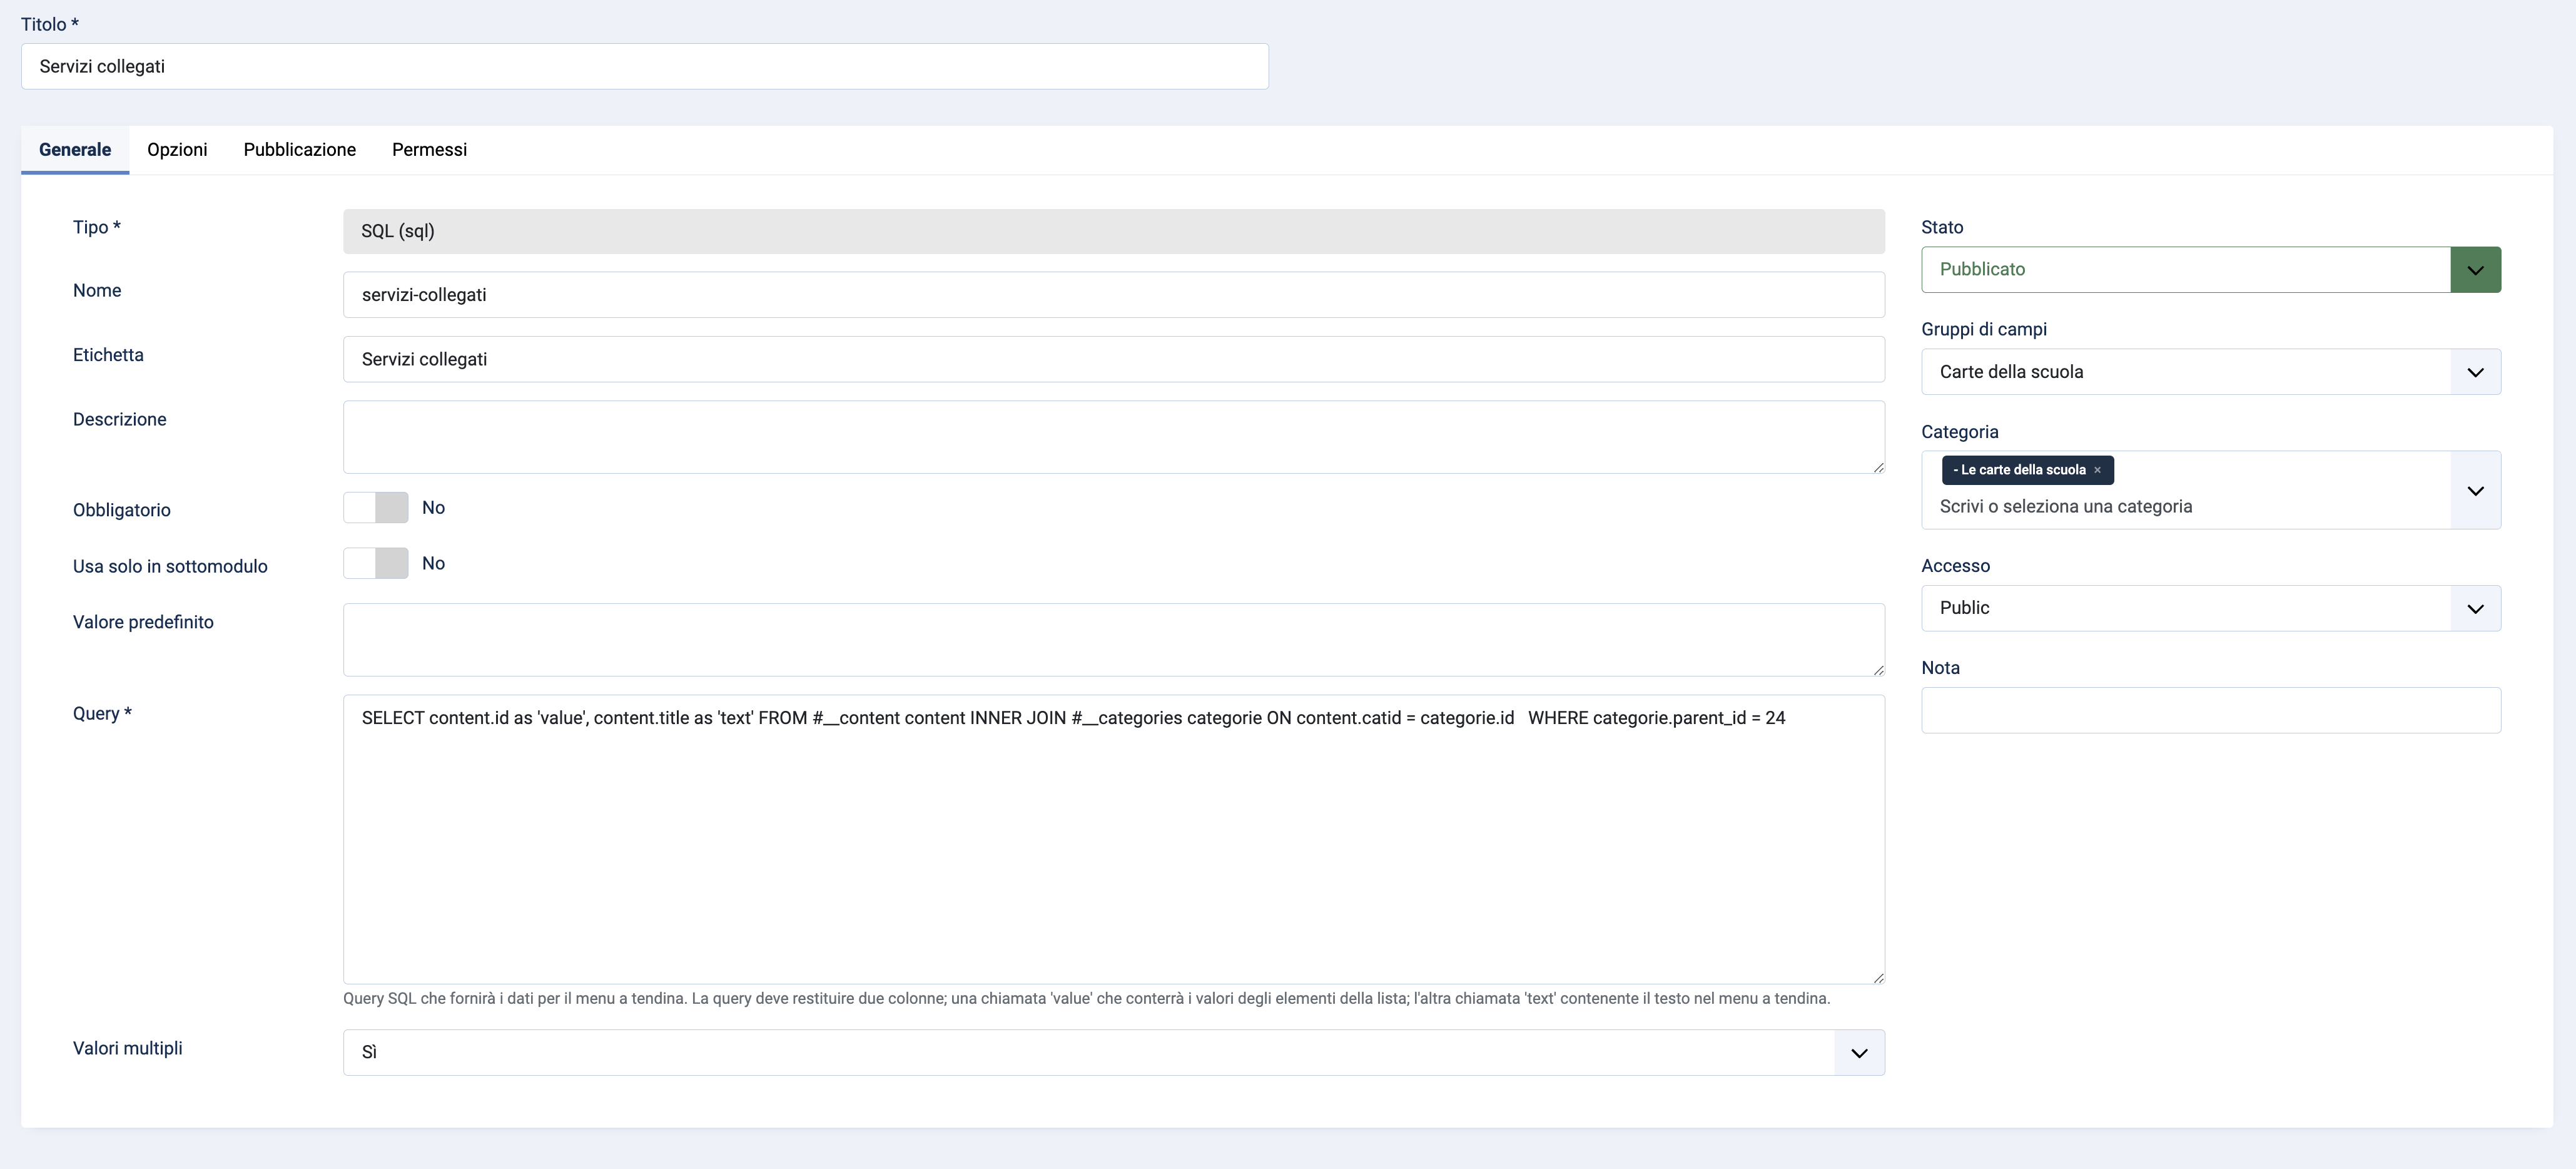 Titolo *
Servizi collegati
Generale
Opzioni
Pubblicazione
Permessi
Tipo *
SQL (sql)
Nome
servizi-collegati
Etichetta
Servizi collegati
Descrizione
Obbligatorio
No
Usa solo in sottomodulo
No
Valore predefinito
Query *
SELECT content.id as 'value', content.title as 'text' FROM #__content content INNER JOIN #__categories categorie ON content.catid = categorie.id   WHERE categorie.parent_id = 24
Query SQL che fornirà i dati per il menu a tendina. La query deve restituire due colonne; una chiamata 'value' che conterrà i valori degli elementi della lista; l'altra chiamata 'text' contenente il testo nel menu a tendina.
Valori multipli
Sì
Stato
Pubblicato
Gruppi di campi
Carte della scuola
Categoria
- Le carte della scuola ×
Scrivi o seleziona una categoria
Accesso
Public
Nota